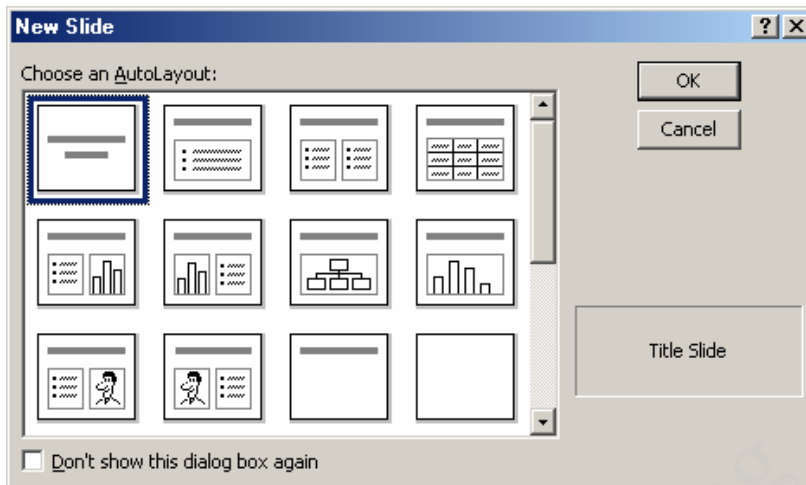 New Slide
Choose an AutoLayout:
OK
Cancel
Title Slide
Don't show this dialog box again